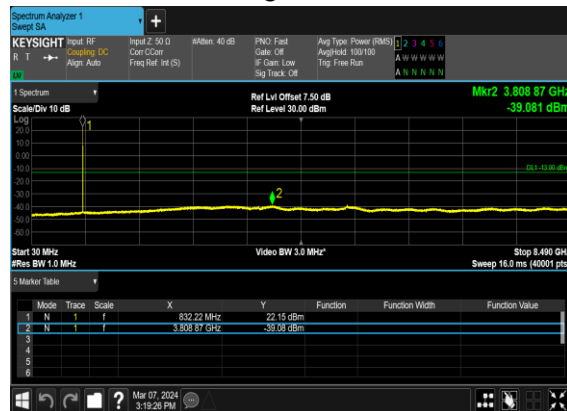 Spectrum Analyzer 1
Swept SA
+
KEYSIGHT Input: RF Input Z: 50 Ω #Atten: 40 dB PNO: Fast Avg Type: Power (RMS) 1 2 3 4 5 6
R T Coupling: DC Corr CCorr Gate: Off Avg|Hold: 100/100 A W W W W W
Align: Auto Freq Ref: Int (S) IF Gain: Low Trig: Free Run
Sig Track: Off A N N N N N
1 Spectrum Ref Lvl Offset 7.50 dB Mkr2 3.808 87 GHz
Scale/Div 10 dB Ref Level 30.00 dBm -39.081 dBm
Log
20.0
10.0
0.00
-10.0
-20.0
-30.0
-40.0
-50.0
-60.0
1
DL1 -13.00 dBm
2
Start 30 MHz Video BW 3.0 MHz* Stop 8.490 GHz
#Res BW 1.0 MHz Sweep 16.0 ms (40001 pts)
5 Marker Table
Mode Trace Scale X Y Function Function Width Function Value
1 N 1 f 832.22 MHz 22.15 dBm
2 N 1 f 3.808 87 GHz -39.08 dBm
3
4
5
6
? Mar 07, 2024
3:19:26 PM